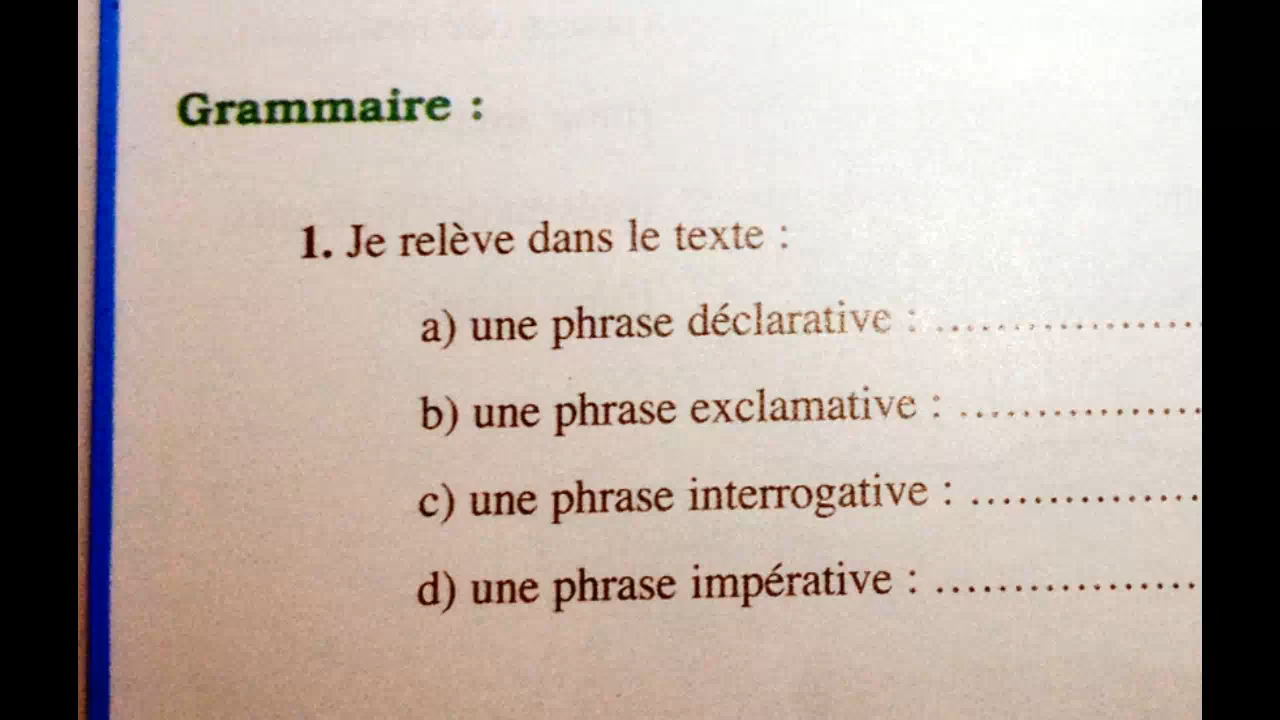 Grammaire :
1. Je relève dans le texte :
a) une phrase déclarative : ..................
b) une phrase exclamative : ................
c) une phrase interrogative : ...............
d) une phrase impérative : .................